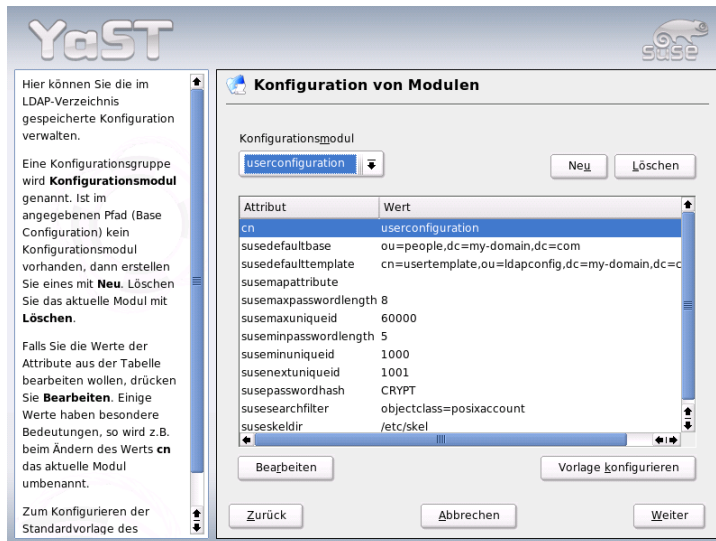 YaST
SUSE
Hier können Sie die im
LDAP-Verzeichnis
gespeicherte Konfiguration
verwalten.
Eine Konfigurationsgruppe
wird Konfigurationsmodul
genannt. Ist im
angegebenen Pfad (Base
Configuration) kein
Konfigurationsmodul
vorhanden, dann erstellen
Sie eines mit Neu. Löschen
Sie das aktuelle Modul mit
Löschen.
Falls Sie die Werte der
Attribute aus der Tabelle
bearbeiten wollen, drücken
Sie Bearbeiten. Einige
Werte haben besondere
Bedeutungen, so wird z.B.
beim Ändern des Werts cn
das aktuelle Modul
umbenannt.
Zum Konfigurieren der
Standardvorlage des
Konfiguration von Modulen
Konfigurationsmodul
userconfiguration
Neu Löschen
Attribut Wert
cn userconfiguration
susedefaultbase ou=people,dc=my-domain,dc=com
susedefaulttemplate cn=usertemplate,ou=ldapconfig,dc=my-domain,dc=c
susemapattribute
susemaxpasswordlength 8
susemaxuniqueid 60000
suseminpasswordlength 5
suseminuniqueid 1000
susenextuniqueid 1001
susepasswordhash CRYPT
susesearchfilter objectclass=posixaccount
suseskeldir /etc/skel
Bearbeiten Vorlage konfigurieren
Zurück Abbrechen Weiter